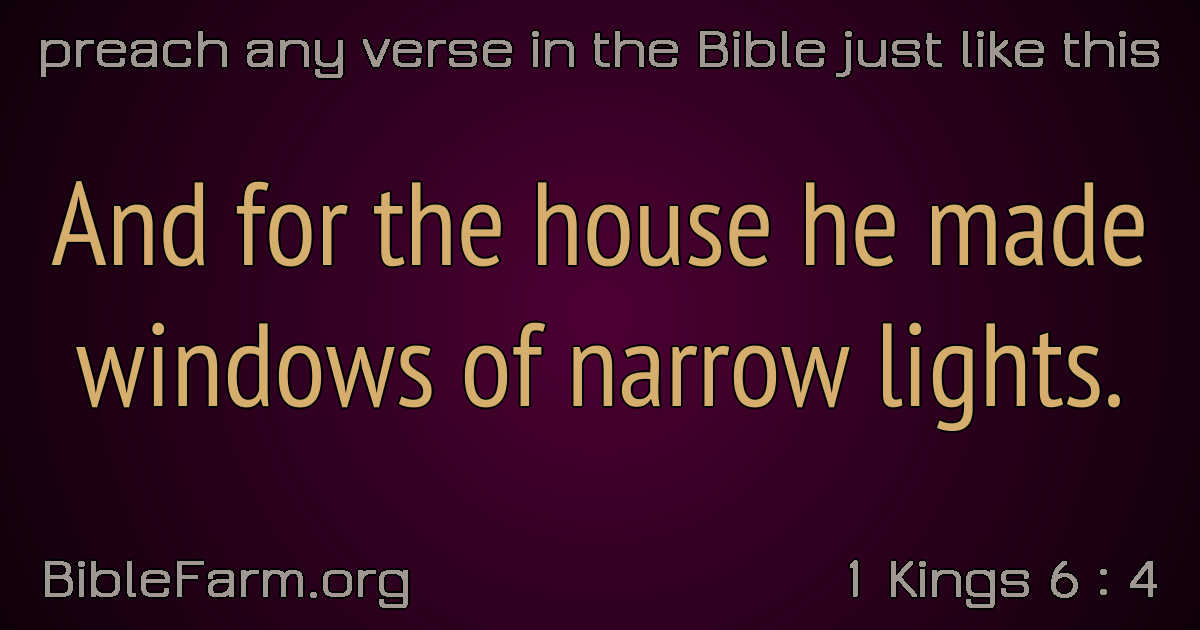 preach any verse in the Bible just like this
And for the house he made
windows of narrow lights.
BibleFarm.org
1 Kings 6 : 4